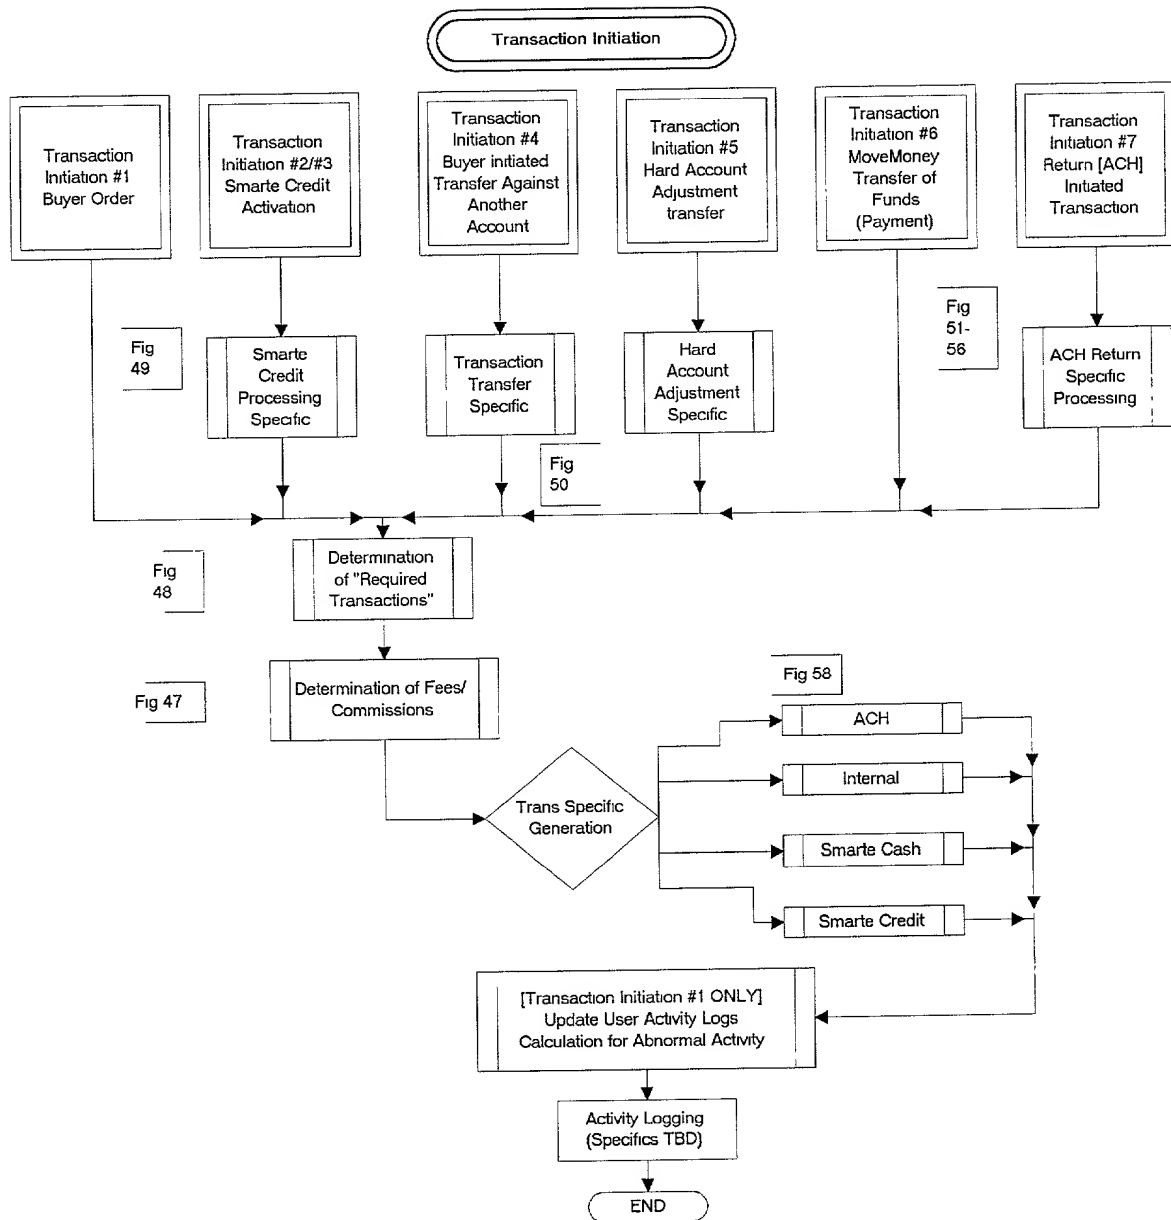 Transaction Initiation
Transaction
Initiation #1
Buyer Order
Transaction
Initiation #2/#3
Smarte Credit
Activation
Transaction
Initiation #4
Buyer initiated
Transfer Against
Another
Account
Transaction
Initiation #5
Hard Account
Adjustment
transfer
Transaction
Initiation #6
MoveMoney
Transfer of
Funds
(Payment)
Transaction
Initiation #7
Return [ACH]
Initiated
Transaction
Fig
49
Smarte
Credit
Processing
Specific
Transaction
Transfer
Specific
Hard
Account
Adjustment
Specific
Fig
51-
56
ACH Return
Specific
Processing
Fig
50
Fig
48
Determination
of "Required
Transactions"
Fig 47
Determination of Fees/
Commissions
Fig 58
ACH
Internal
Trans Specific
Generation
Smarte Cash
Smarte Credit
[Transaction Initiation #1 ONLY]
Update User Activity Logs
Calculation for Abnormal Activity
Activity Logging
(Specifics TBD)
END